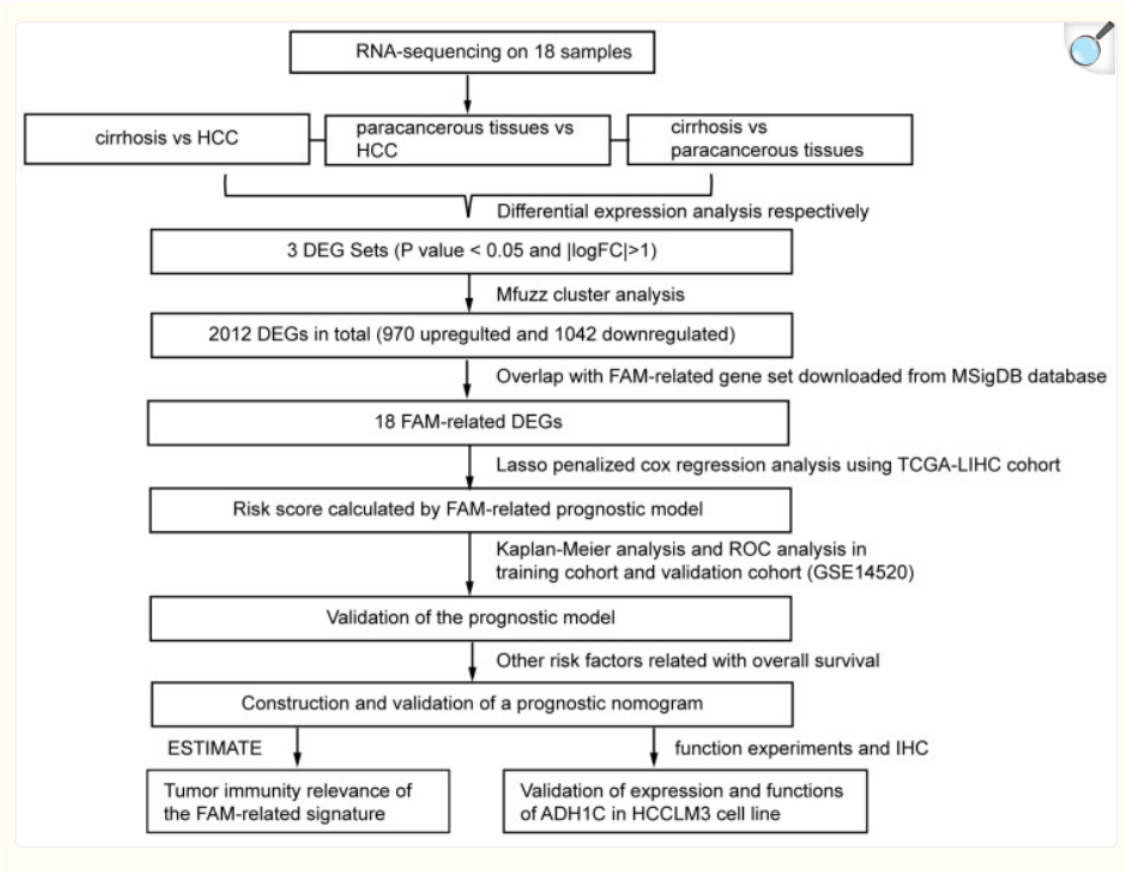 RNA-sequencing on 18 samples
cirrhosis vs HCC
paracancerous tissues vs
HCC
cirrhosis vs
paracancerous tissues
Differential expression analysis respectively
3 DEG Sets (P value < 0.05 and |logFC|>1)
Mfuzz cluster analysis
2012 DEGs in total (970 upregulted and 1042 downregulated)
Overlap with FAM-related gene set downloaded from MSigDB database
18 FAM-related DEGs
Lasso penalized cox regression analysis using TCGA-LIHC cohort
Risk score calculated by FAM-related prognostic model
Kaplan-Meier analysis and ROC analysis in
training cohort and validation cohort (GSE14520)
Validation of the prognostic model
Other risk factors related with overall survival
Construction and validation of a prognostic nomogram
ESTIMATE
function experiments and IHC
Tumor immunity relevance of
the FAM-related signature
Validation of expression and functions
of ADH1C in HCCLM3 cell line